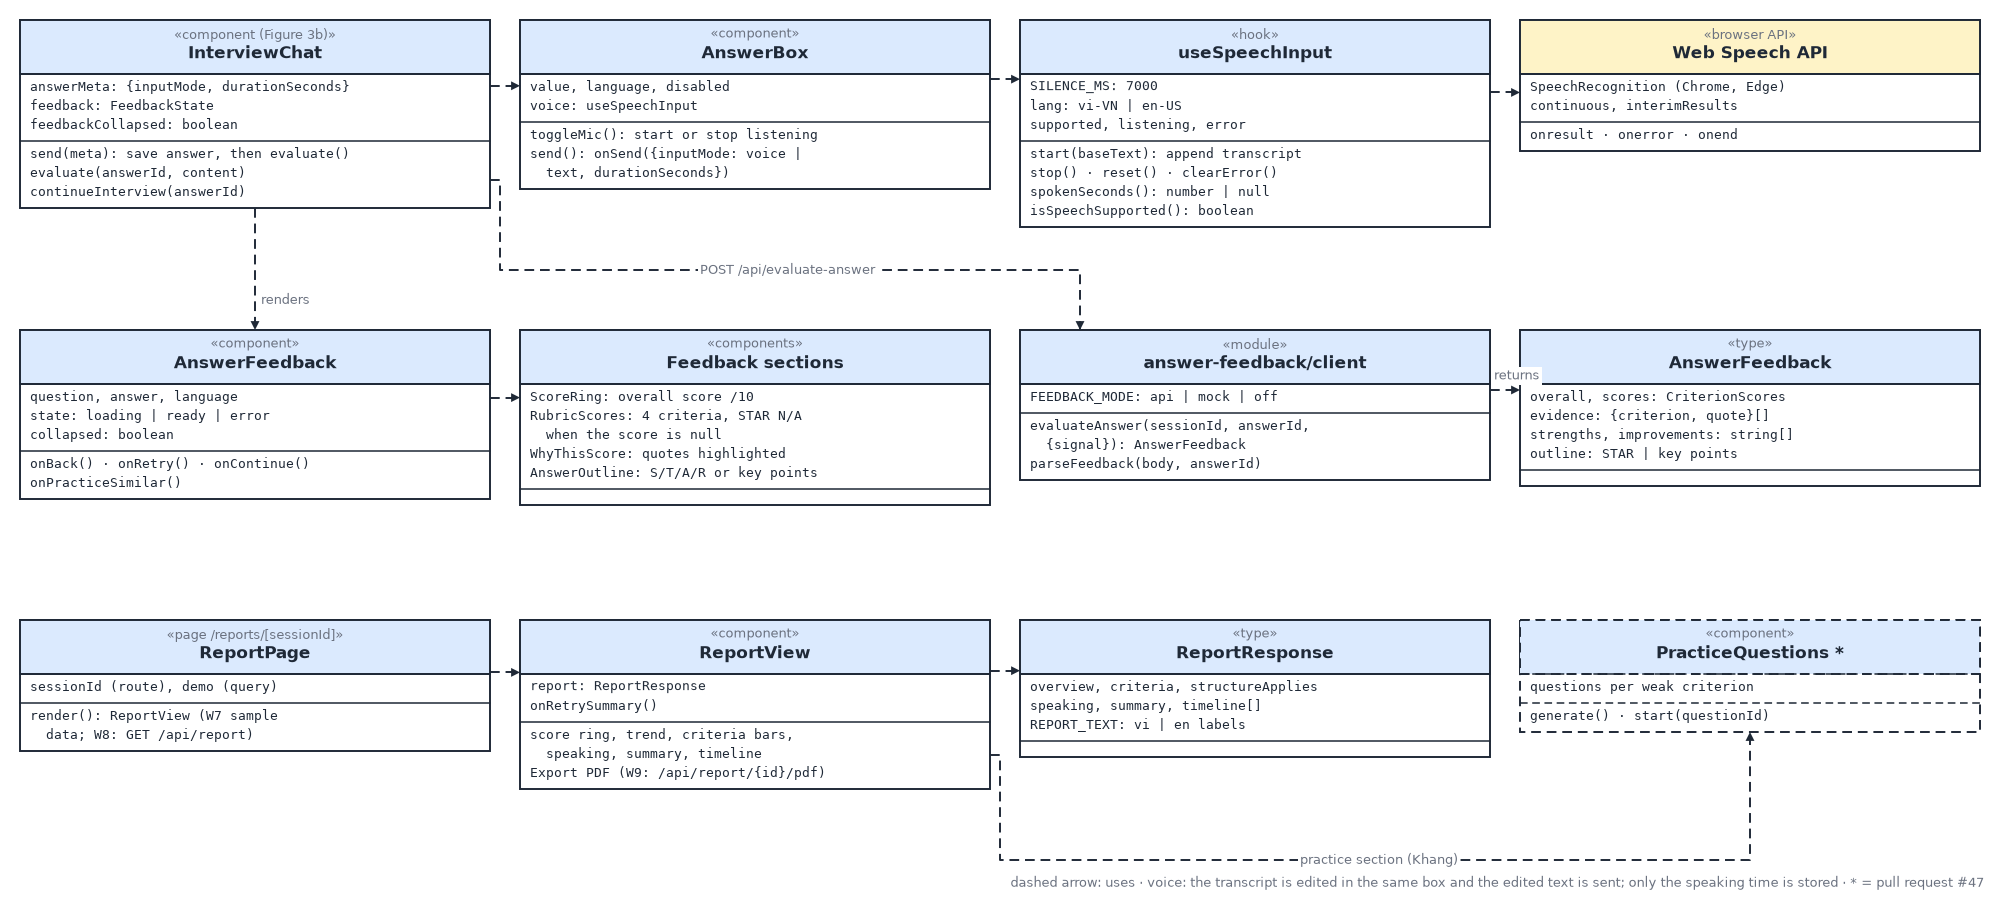 «component (Figure 3b)»
InterviewChat
answerMeta: {inputMode, durationSeconds}
feedback: FeedbackState
feedbackCollapsed: boolean
send(meta): save answer, then evaluate()
evaluate(answerId, content)
continueInterview(answerId)
«component»
AnswerBox
value, language, disabled
voice: useSpeechInput
toggleMic(): start or stop listening
send(): onSend({inputMode: voice |
text, durationSeconds})
«hook»
useSpeechInput
SILENCE_MS: 7000
lang: vi-VN | en-US
supported, listening, error
start(baseText): append transcript
stop() · reset() · clearError()
spokenSeconds(): number | null
isSpeechSupported(): boolean
«browser API»
Web Speech API
SpeechRecognition (Chrome, Edge)
continuous, interimResults
onresult · onerror · onend
POST /api/evaluate-answer
renders
«component»
AnswerFeedback
question, answer, language
state: loading | ready | error
collapsed: boolean
onBack() · onRetry() · onContinue()
onPracticeSimilar()
«components»
Feedback sections
ScoreRing: overall score /10
RubricScores: 4 criteria, STAR N/A
when the score is null
WhyThisScore: quotes highlighted
AnswerOutline: S/T/A/R or key points
«module»
answer-feedback/client
FEEDBACK_MODE: api | mock | off
evaluateAnswer(sessionId, answerId,
{signal}): AnswerFeedback
parseFeedback(body, answerId)
returns
«type»
AnswerFeedback
overall, scores: CriterionScores
evidence: {criterion, quote}[]
strengths, improvements: string[]
outline: STAR | key points
«page /reports/[sessionId]»
ReportPage
sessionId (route), demo (query)
render(): ReportView (W7 sample
data; W8: GET /api/report)
«component»
ReportView
report: ReportResponse
onRetrySummary()
score ring, trend, criteria bars,
speaking, summary, timeline
Export PDF (W9: /api/report/{id}/pdf)
«type»
ReportResponse
overview, criteria, structureApplies
speaking, summary, timeline[]
REPORT_TEXT: vi | en labels
«component»
PracticeQuestions *
questions per weak criterion
generate() · start(questionId)
practice section (Khang)
dashed arrow: uses · voice: the transcript is edited in the same box and the edited text is sent; only the speaking time is stored · * = pull request #47